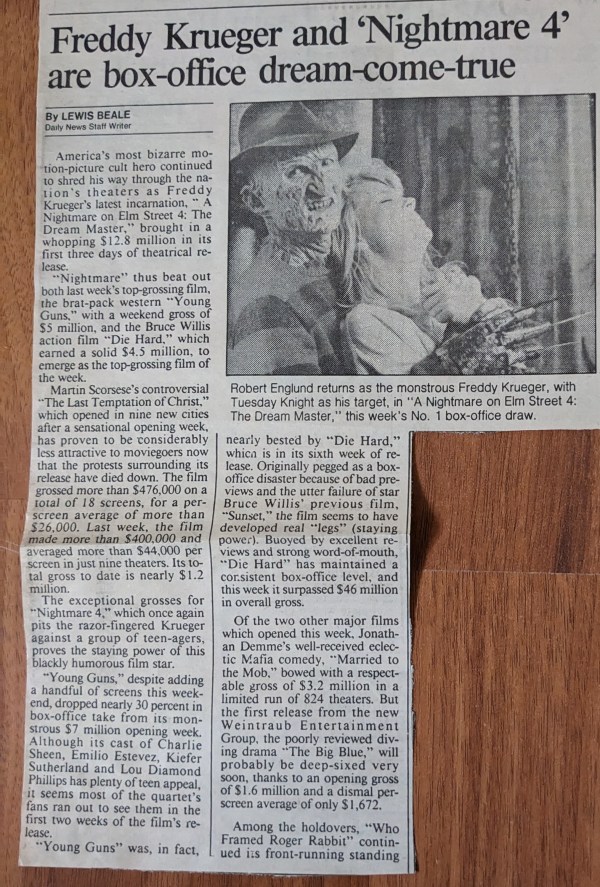 Freddy Krueger and ‘Nightmare 4’
are box-office dream-come-true
By LEWIS BEALE
Daily News Staff Writer
America's most bizarre mo-
tion-picture cult hero continued
to shred his way through the na-
tion's theaters as Freddy
Krueger's latest incarnation, “A
Nightmare on Elm Street 4: The
Dream Master,” brought in a
whopping $12.8 million in its
first three days of theatrical re-
lease.
“Nightmare” thus beat out
both last week's top-grossing film,
the brat-pack western “Young
Guns,” with a weekend gross of
$5 million, and the Bruce Willis
action film “Die Hard,” which
earned a solid $4.5 million, to
emerge as the top-grossing film of
the week.
Martin Scorsese's controversial
“The Last Temptation of Christ,”
which opened in nine new cities
after a sensational opening week,
has proven to be considerably
less attractive to moviegoers now
that the protests surrounding its
release have died down. The film
grossed more than $476,000 on a
total of 18 screens, for a per-
screen average of more than
$26,000. Last week, the film
made more than $400,000 and
averaged more than $44,000 per
screen in just nine theaters. Its to-
tal gross to date is nearly $1.2
million.
The exceptional grosses for
“Nightmare 4,” which once again
pits the razor-fingered Krueger
against a group of teen-agers,
proves the staying power of this
blackly humorous film star.
“Young Guns,” despite adding
a handful of screens this week-
end, dropped nearly 30 percent in
box-office take from its mon-
strous $7 million opening week.
Although its cast of Charlie
Sheen, Emilio Estevez, Kiefer
Sutherland and Lou Diamond
Phillips has plenty of teen appeal,
it seems most of the quartet's
fans ran out to see them in the
first two weeks of the film's re-
lease.
“Young Guns” was, in fact,
Robert Englund returns as the monstrous Freddy Krueger, with
Tuesday Knight as his target, in “A Nightmare on Elm Street 4:
The Dream Master,” this week's No. 1 box-office draw.
nearly bested by “Die Hard,”
which is in its sixth week of re-
lease. Originally pegged as a box-
office disaster because of bad pre-
views and the utter failure of star
Bruce Willis' previous film,
“Sunset,” the film seems to have
developed real “legs” (staying
power). Buoyed by excellent re-
views and strong word-of-mouth,
“Die Hard” has maintained a
consistent box-office level, and
this week it surpassed $46 million
in overall gross.
Of the two other major films
which opened this week, Jonath-
an Demme's well-received eclec-
tic Mafia comedy, “Married to
the Mob,” bowed with a respect-
able gross of $3.2 million in a
limited run of 824 theaters. But
the first release from the new
Weintraub Entertainment
Group, the poorly reviewed div-
ing drama “The Big Blue,” will
probably be deep-sixed very
soon, thanks to an opening gross
of $1.6 million and a dismal per-
screen average of only $1,672.
Among the holdovers, “Who
Framed Roger Rabbit” contin-
ued its front-running standing